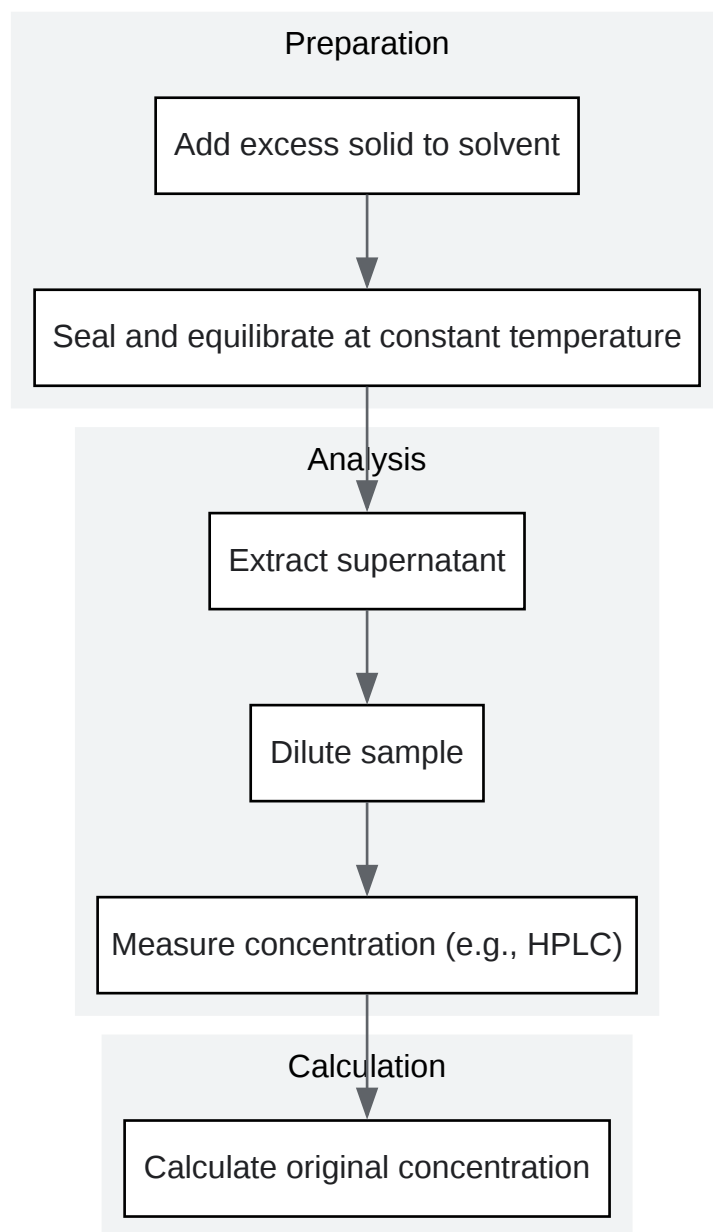 Preparation
Add excess solid to solvent
Seal and equilibrate at constant temperature
Analysis
Extract supernatant
Dilute sample
Measure concentration (e.g., HPLC)
Calculation
Calculate original concentration